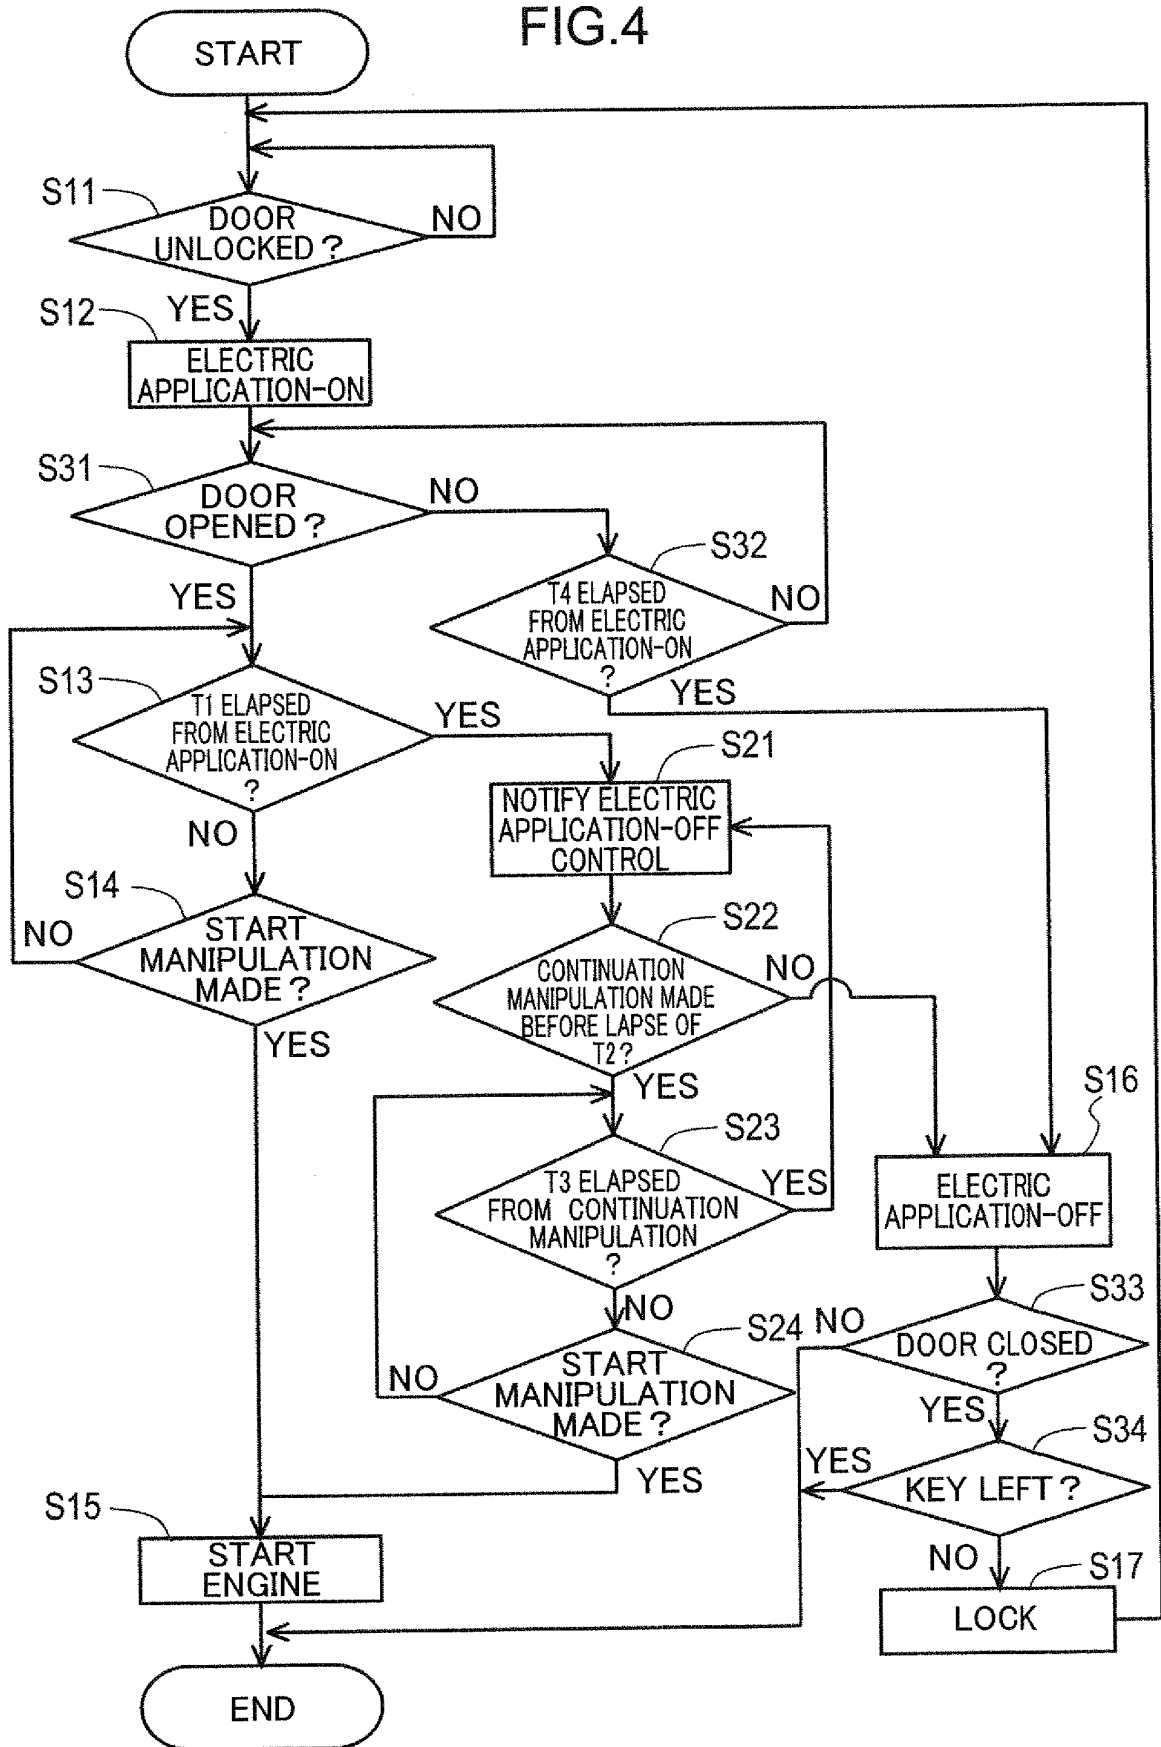 FIG.4
START
S11
DOOR
UNLOCKED?
NO
YES
S12
ELECTRIC
APPLICATION-ON
S31
DOOR
OPENED?
NO
YES
S32
T4 ELAPSED
FROM ELECTRIC
APPLICATION-ON
?
NO
YES
S13
T1 ELAPSED
FROM ELECTRIC
APPLICATION-ON
?
YES
NO
S21
NOTIFY ELECTRIC
APPLICATION-OFF
CONTROL
S14
START
MANIPULATION
MADE?
NO
YES
S22
CONTINUATION
MANIPULATION MADE
BEFORE LAPSE OF
T2?
NO
YES
S23
T3 ELAPSED
FROM CONTINUATION
MANIPULATION
?
YES
NO
S16
ELECTRIC
APPLICATION-OFF
S24
START
MANIPULATION
MADE?
NO
YES
S33
DOOR CLOSED
?
NO
YES
S34
KEY LEFT?
YES
NO
S15
START
ENGINE
S17
LOCK
END